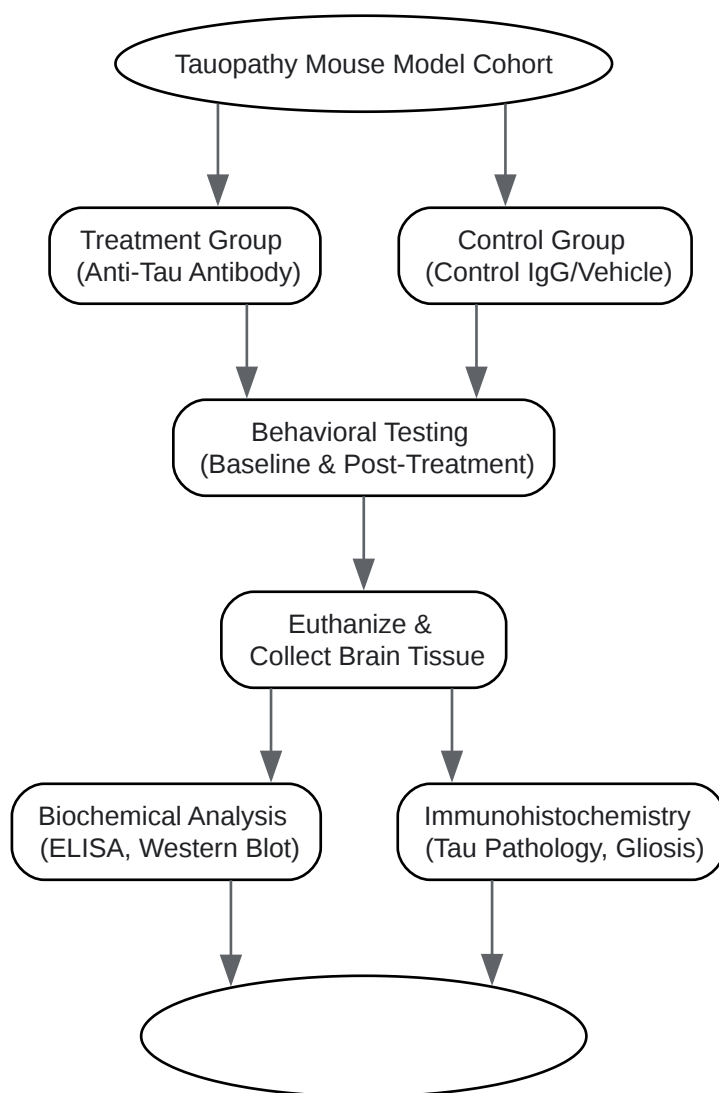 Tauopathy Mouse Model Cohort
Treatment Group
(Anti-Tau Antibody)
Control Group
(Control IgG/Vehicle)
Behavioral Testing
(Baseline & Post-Treatment)
Euthanize &
Collect Brain Tissue
Biochemical Analysis
(ELISA, Western Blot)
Immunohistochemistry
(Tau Pathology, Gliosis)